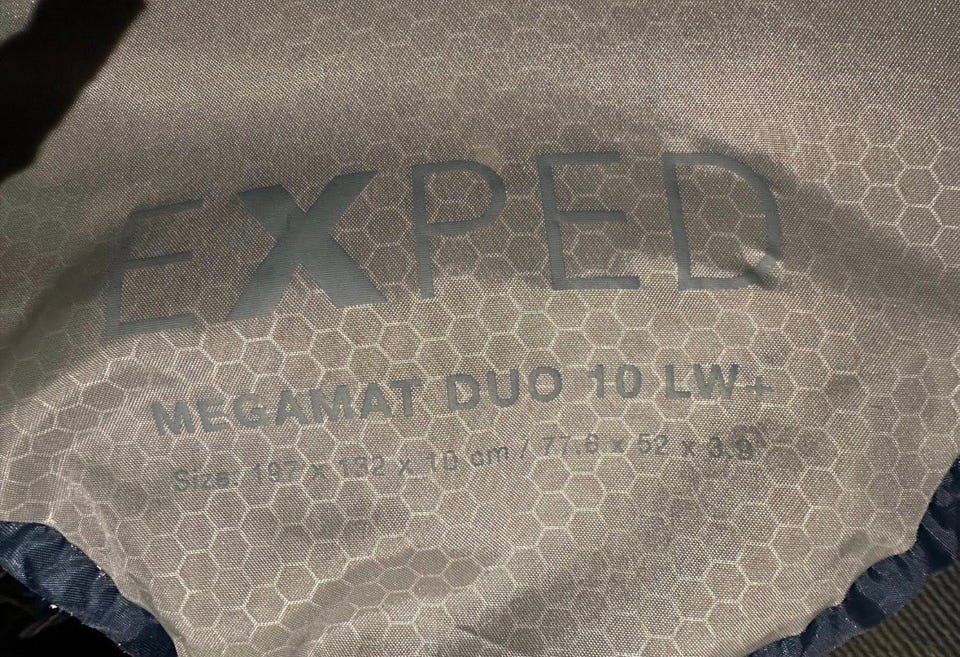 EXPED
MEGAMAT DUO 10 LW+
Size: 197 x 132 x 10 cm / 77.6 x 52 x 3.9"